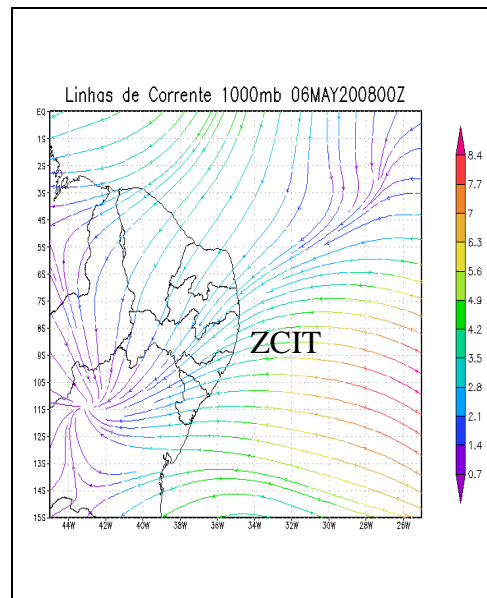 Linhas de Corrente 1000mb 06MAY200800Z
EQ
1S
2S
3S
4S
5S
6S
7S
8S
9S
10S
11S
12S
13S
14S
15S
44W 42W 40W 38W 36W 34W 32W 30W 28W 26W
ZCIT
8.4
7.7
7
6.3
5.6
4.9
4.2
3.5
2.8
2.1
1.4
0.7